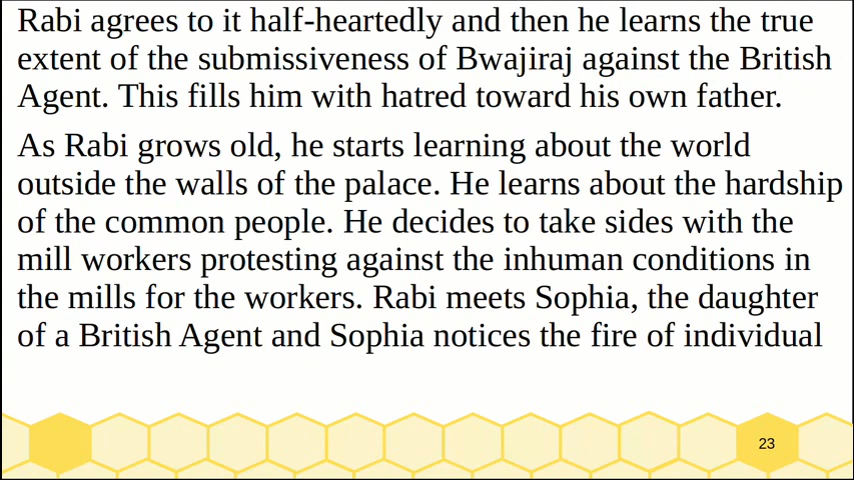 Rabi agrees to it half-heartedly and then he learns the true
extent of the submissiveness of Bwajiraj against the British
Agent. This fills him with hatred toward his own father.
As Rabi grows old, he starts learning about the world
outside the walls of the palace. He learns about the hardship
of the common people. He decides to take sides with the
mill workers protesting against the inhuman conditions in
the mills for the workers. Rabi meets Sophia, the daughter
of a British Agent and Sophia notices the fire of individual
23